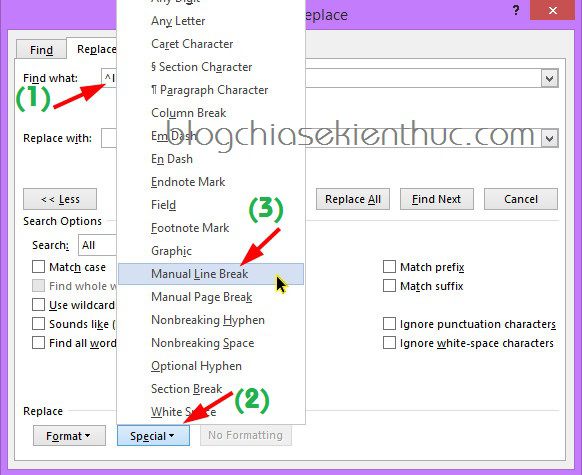 Replace
?
Find
Replace
Any Digit
Any Letter
Caret Character
§ Section Character
¶ Paragraph Character
Column Break
Em Dash
En Dash
Endnote Mark
Field
Footnote Mark
Graphic
Manual Line Break
Manual Page Break
Nonbreaking Hyphen
Nonbreaking Space
Optional Hyphen
Section Break
White Space
Find what: ^l
(1)
blogchiasekienthuc.com
Replace with:
<< Less
Replace All
Find Next
Cancel
Search Options
Search: All
(3)
Match case
Find whole w
Use wildcard
Sounds like (
Find all word
Match prefix
Match suffix
Ignore punctuation characters
Ignore white-space characters
(2)
Replace
Format
Special
No Formatting